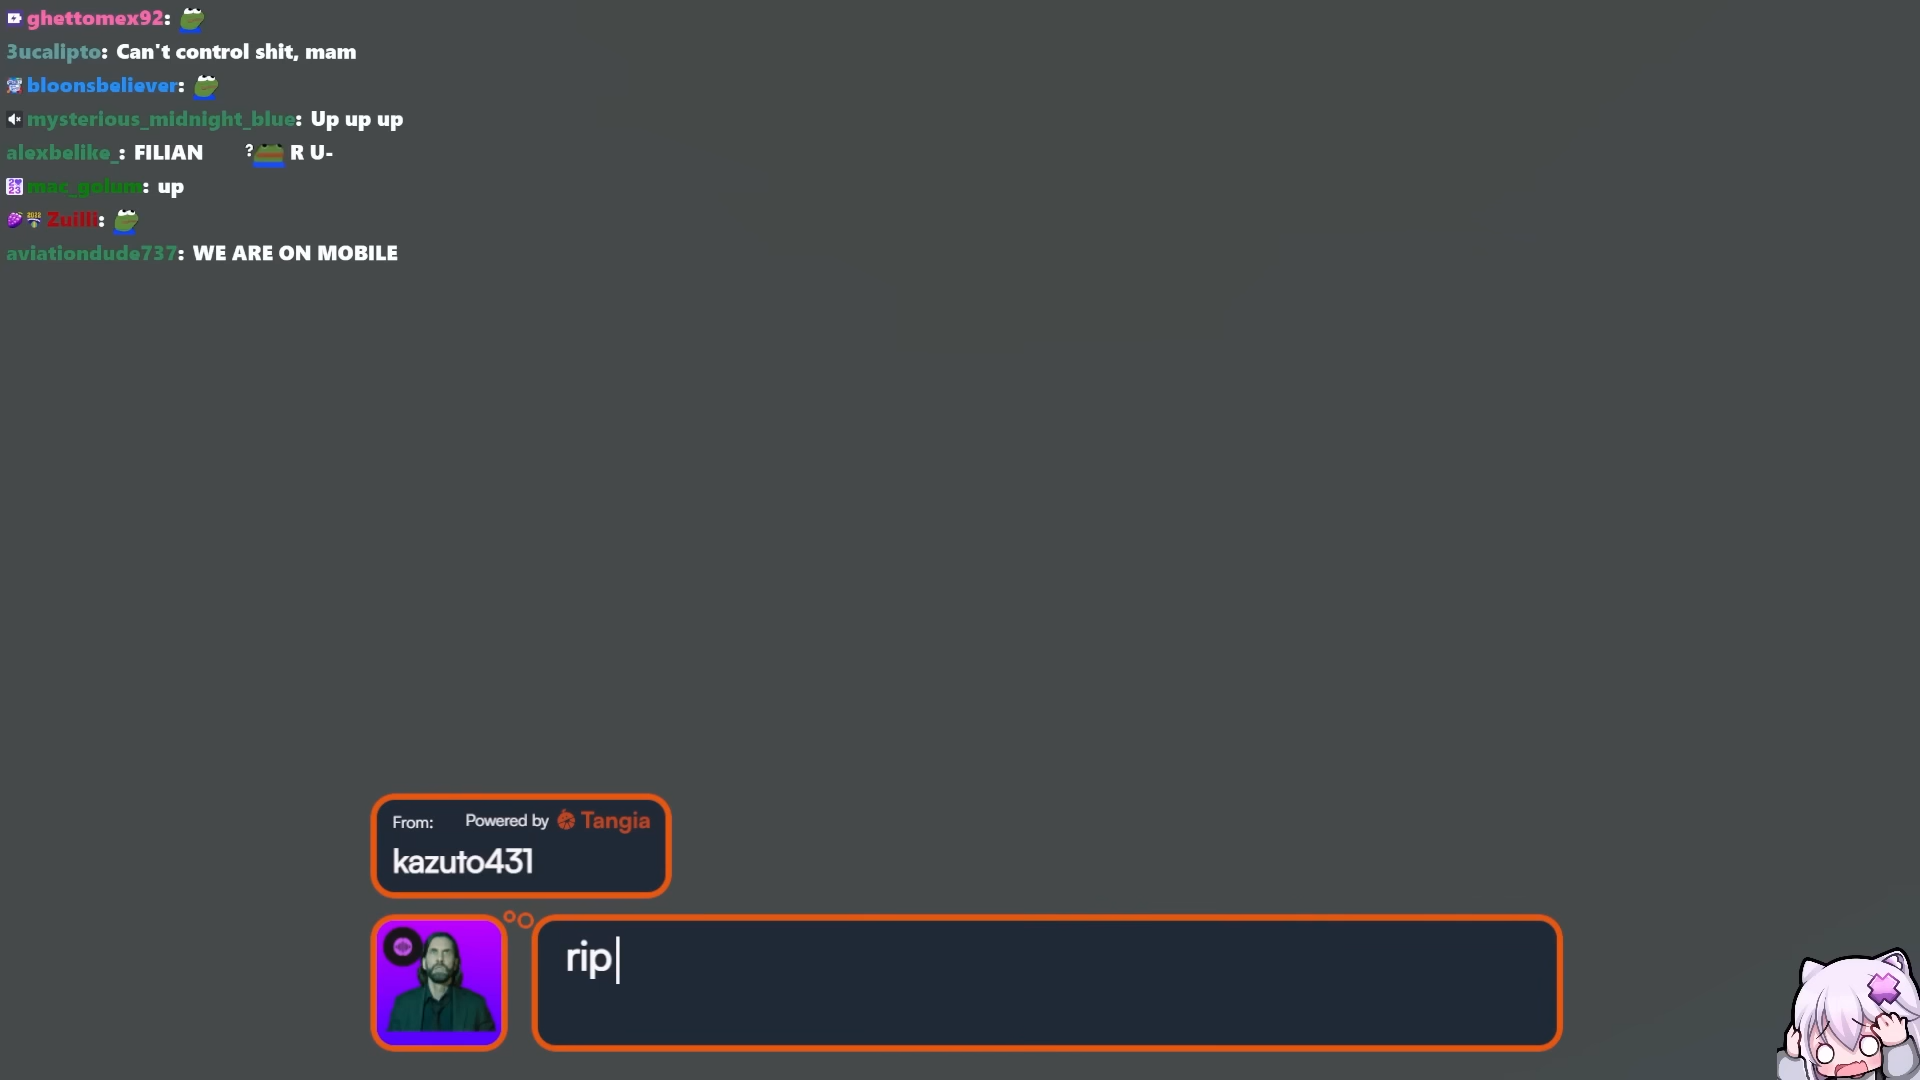 ghettomex92:
3ucalipto: Can't control shit, mam
bloonsbeliever:
mysterious_midnight_blue: Up up up
alexbelike_: FILIAN ? R U-
mac_golum: up
Zuilli:
aviationdude737: WE ARE ON MOBILE
From: Powered by Tangia
kazuto431
rip